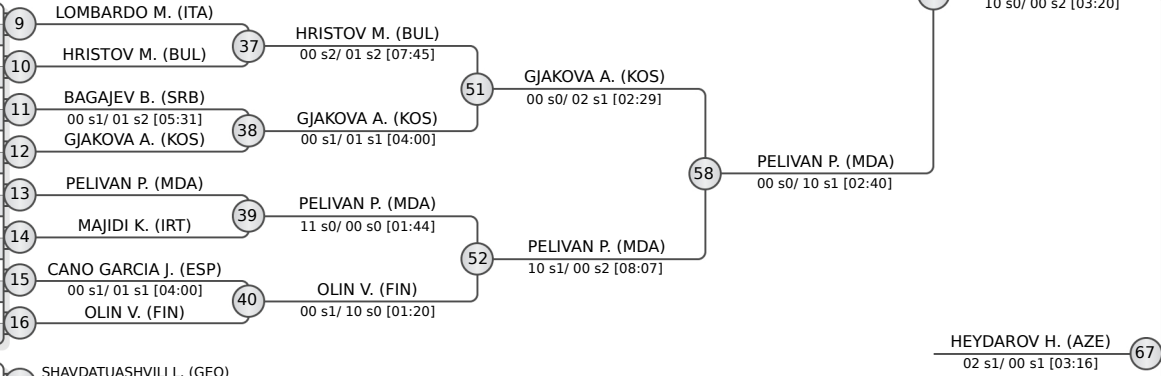 10 s0/ 00 s2 [03:20]
9
LOMBARDO M. (ITA)
37
HRISTOV M. (BUL)
00 s2/ 01 s2 [07:45]
10
HRISTOV M. (BUL)
51
GJAKOVA A. (KOS)
00 s0/ 02 s1 [02:29]
11
BAGAJEV B. (SRB)
00 s1/ 01 s2 [05:31]
38
GJAKOVA A. (KOS)
00 s1/ 01 s1 [04:00]
12
GJAKOVA A. (KOS)
58
PELIVAN P. (MDA)
00 s0/ 10 s1 [02:40]
13
PELIVAN P. (MDA)
39
PELIVAN P. (MDA)
11 s0/ 00 s0 [01:44]
14
MAJIDI K. (IRT)
52
PELIVAN P. (MDA)
10 s1/ 00 s2 [08:07]
15
CANO GARCIA J. (ESP)
00 s1/ 01 s1 [04:00]
40
OLIN V. (FIN)
00 s1/ 10 s0 [01:20]
16
OLIN V. (FIN)
HEYDAROV H. (AZE)
67
02 s1/ 00 s1 [03:16]
SHAVDATUASHVILI L. (GEO)